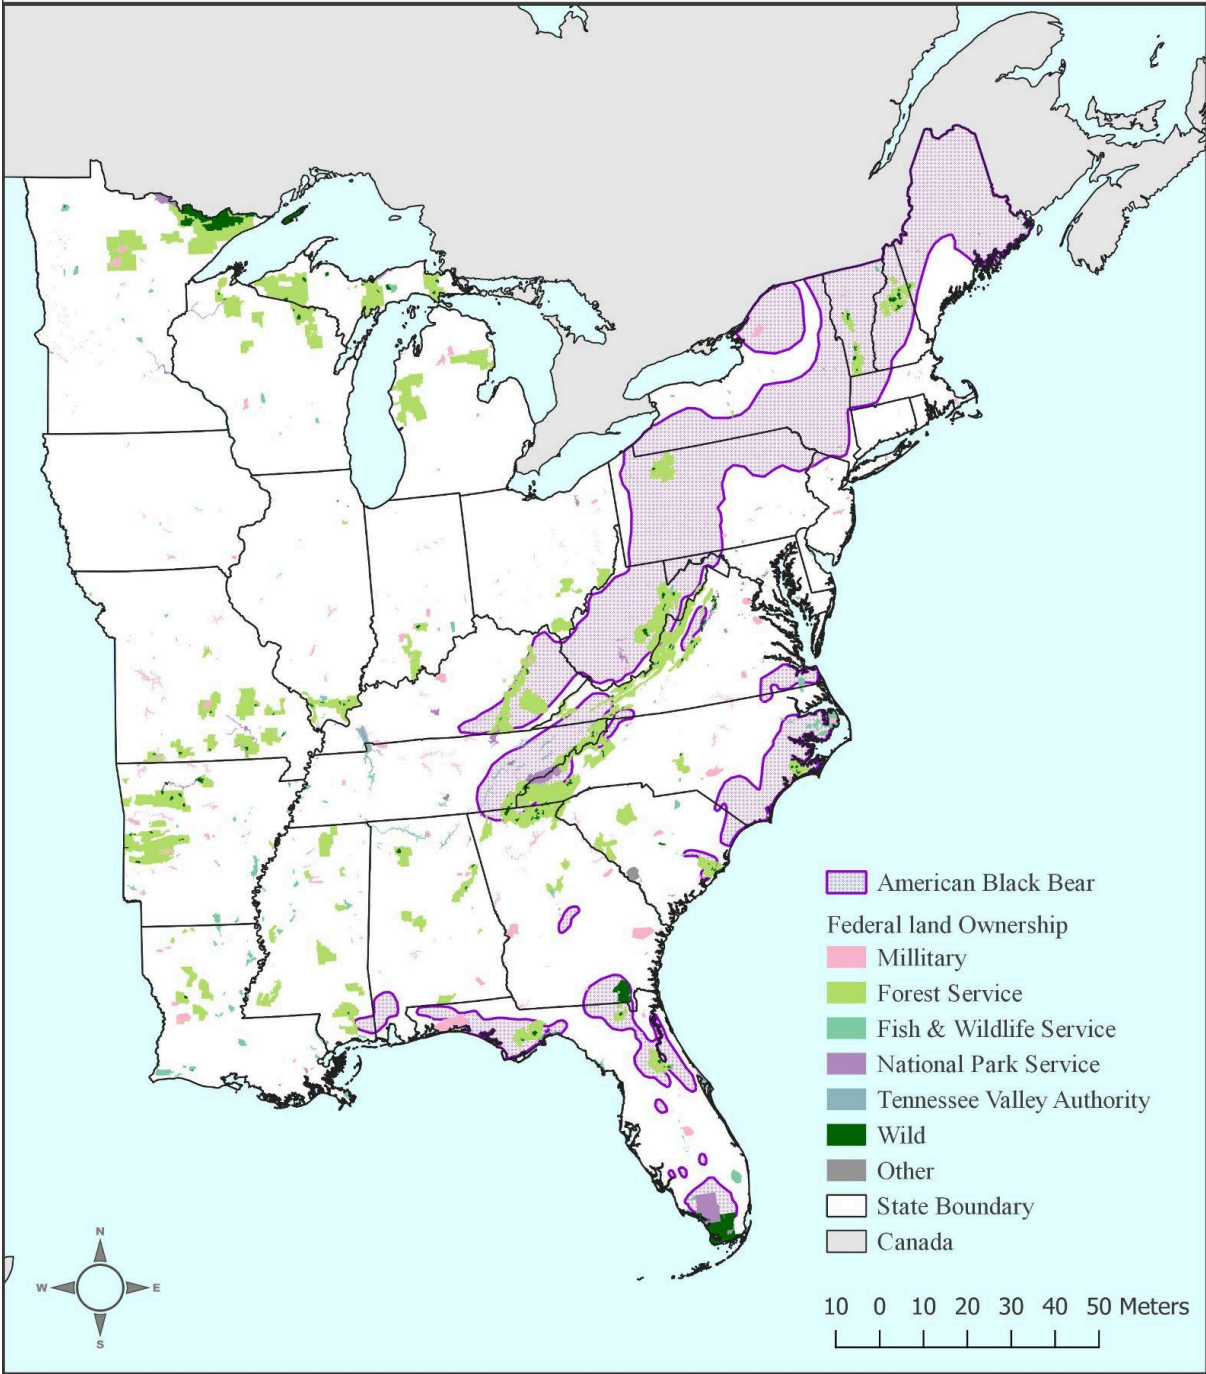 American Black Bear
Federal land Ownership
Millitary
Forest Service
Fish & Wildlife Service
National Park Service
Tennessee Valley Authority
Wild
Other
State Boundary
Canada
N
W E
S
10 0 10 20 30 40 50 Meters